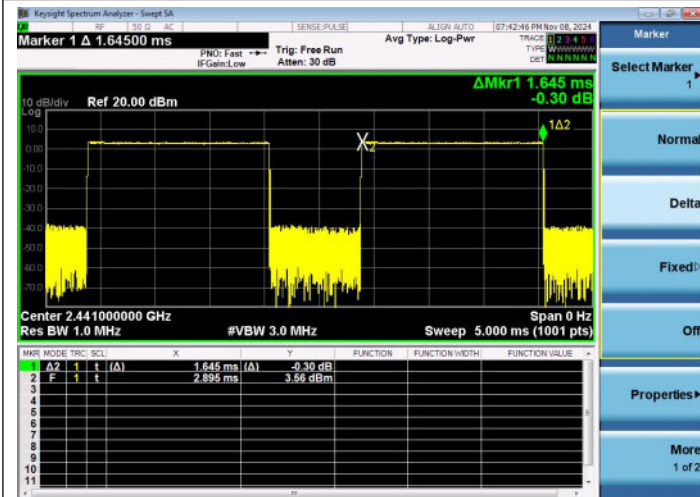 Keysight Spectrum Analyzer - Swept SA
RF 50 Ω AC SENSE:PULSE ALIGN AUTO 07:42:46 PM Nov 08, 2024
Marker 1 Δ 1.64500 ms
PNO: Fast Trig: Free Run Avg Type: Log-Pwr TRACE 1 2 3 4 5 6
IFGain:Low Atten: 30 dB TYPE WWWWWW
DET N N N N N N
ΔMkr1 1.645 ms
-0.30 dB
10 dB/div Ref 20.00 dBm
Log
10.0
0.00
-10.0
-20.0
-30.0
-40.0
-50.0
-60.0
-70.0
X2
1Δ2
Center 2.441000000 GHz Span 0 Hz
Res BW 1.0 MHz #VBW 3.0 MHz Sweep 5.000 ms (1001 pts)
MKR MODE TRC SCL X Y FUNCTION FUNCTION WIDTH FUNCTION VALUE
1 Δ2 1 t (Δ) 1.645 ms (Δ) -0.30 dB
2 F 1 t 2.895 ms 3.56 dBm
3
4
5
6
7
8
9
10
11
Marker
Select Marker
1
Normal
Delta
Fixed
Off
Properties
More
1 of 2